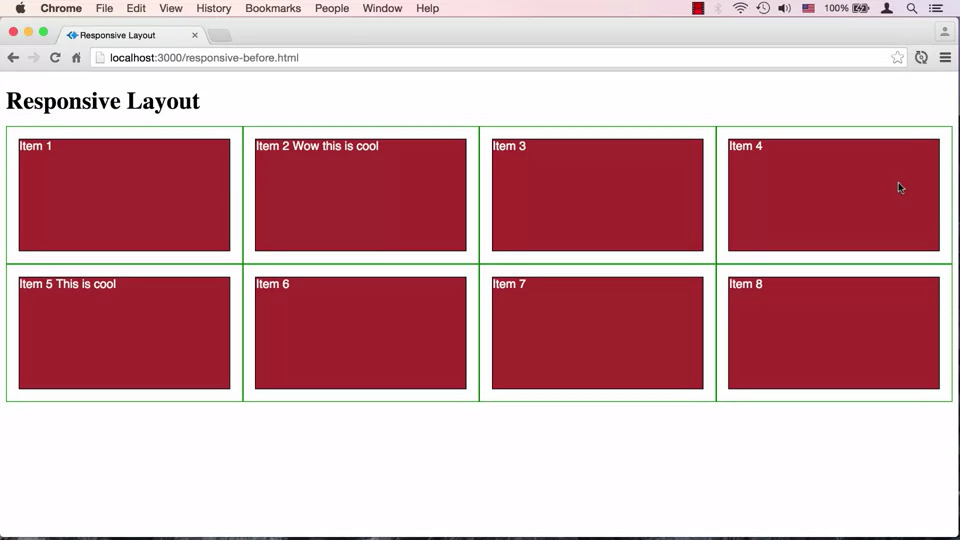 Chrome File Edit View History Bookmarks People Window Help 100%
Responsive Layout
localhost:3000/responsive-before.html
Responsive Layout
Item 1 Item 2 Wow this is cool Item 3 Item 4
Item 5 This is cool Item 6 Item 7 Item 8